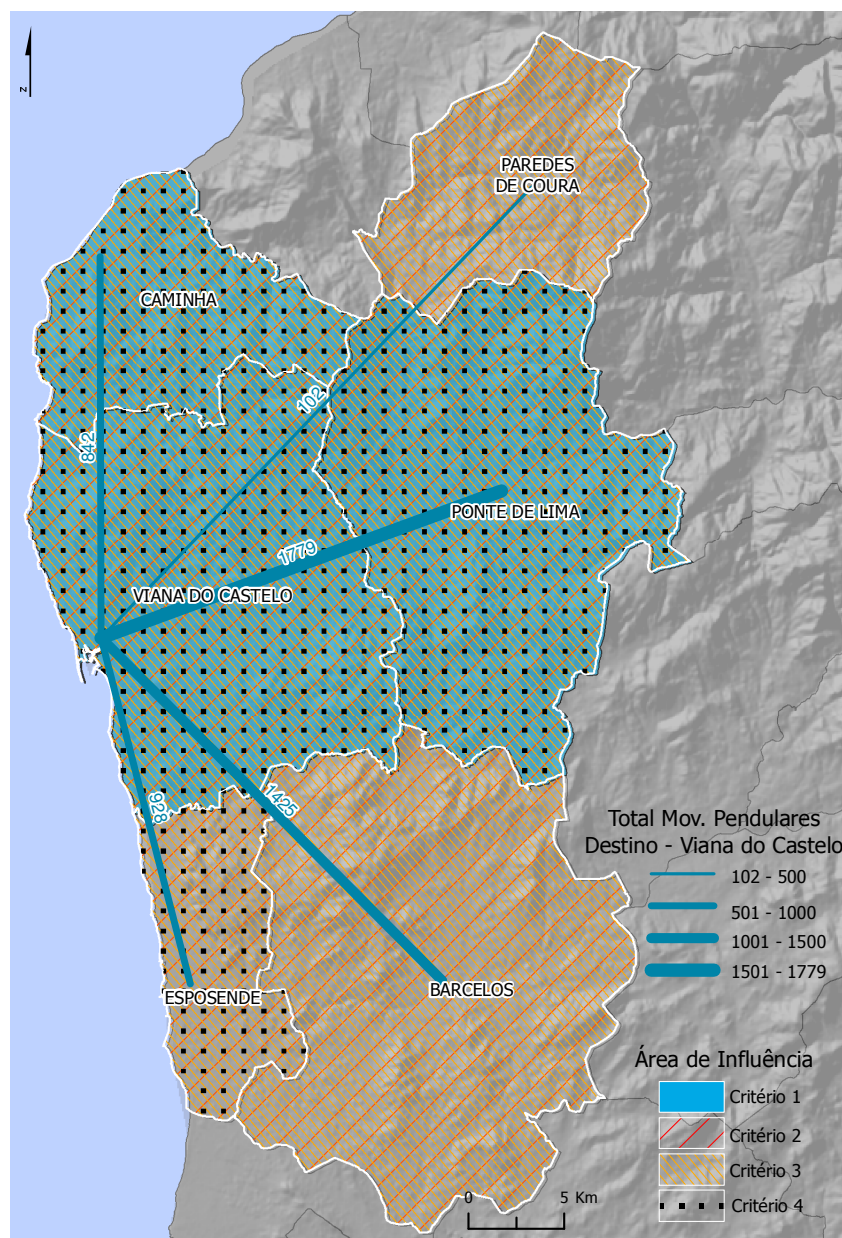 z
PAREDES
DE COURA
CAMINHA
102
842
PONTE DE LIMA
1779
VIANA DO CASTELO
1425
928
Total Mov. Pendulares
Destino - Viana do Castelo
102 - 500
501 - 1000
1001 - 1500
1501 - 1779
BARCELOS
ESPOSENDE
Área de Influência
Critério 1
Critério 2
Critério 3
Critério 4
0 5 Km